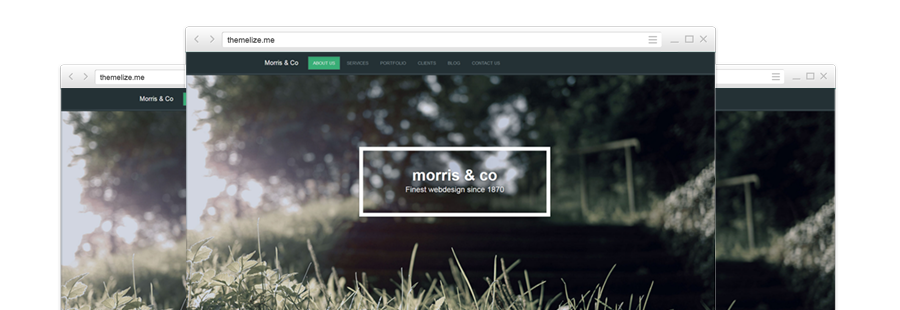 themelize.me
Morris & Co ABOUT US SERVICES PORTFOLIO CLIENTS BLOG CONTACT US
morris & co
Finest webdesign since 1870
themelize.me
Morris & Co